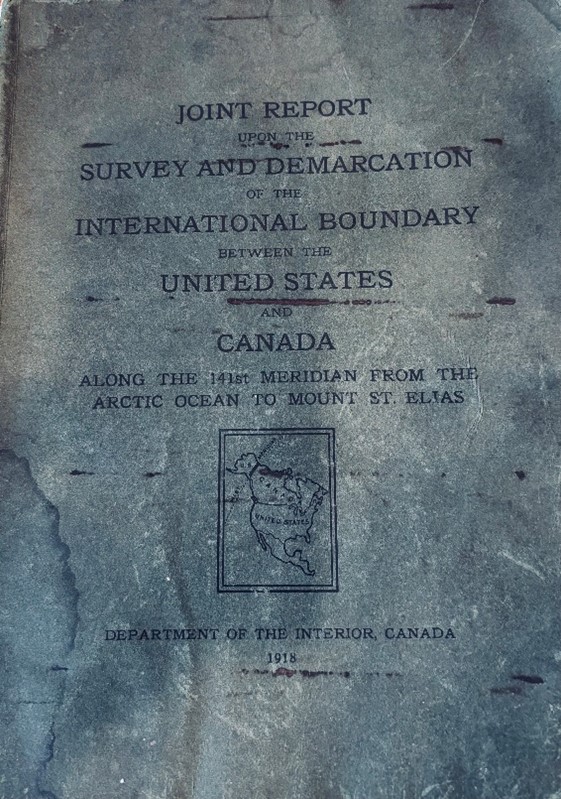 JOINT REPORT
UPON THE
SURVEY AND DEMARCATION
OF THE
INTERNATIONAL BOUNDARY
BETWEEN THE
UNITED STATES
AND
CANADA
ALONG THE 141st MERIDIAN FROM THE
ARCTIC OCEAN TO MOUNT ST. ELIAS
UNITED STATES
DEPARTMENT OF THE INTERIOR, CANADA
1918